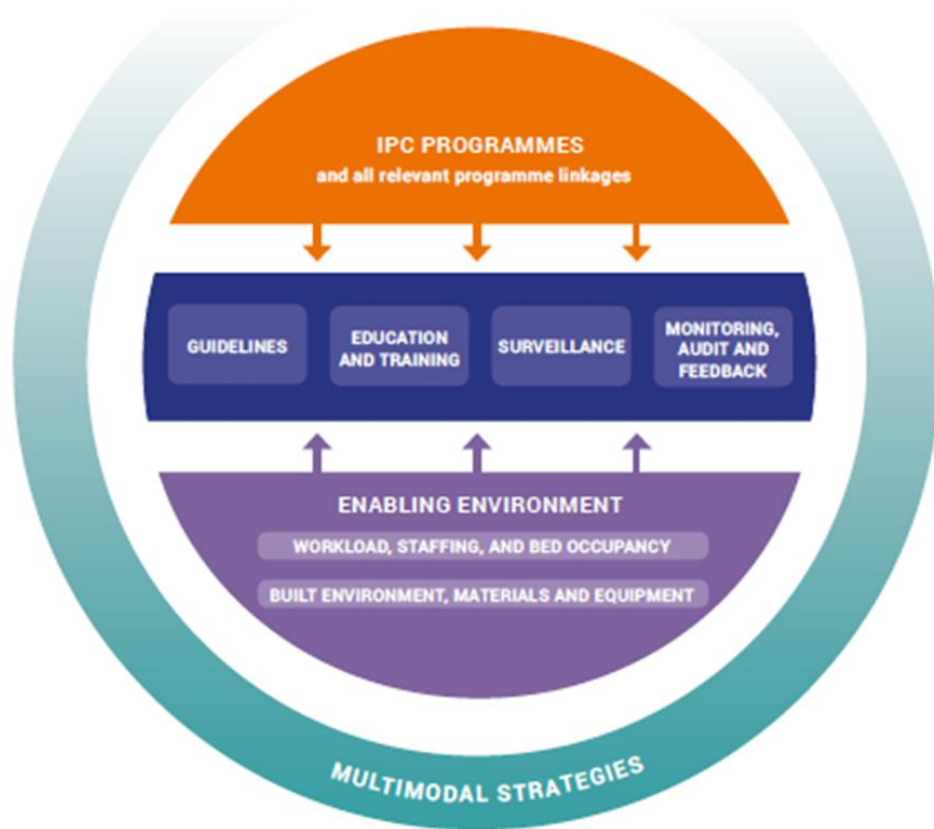 IPC PROGRAMMES
and all relevant programme linkages
GUIDELINES
EDUCATION
AND TRAINING
SURVEILLANCE
MONITORING,
AUDIT AND
FEEDBACK
ENABLING ENVIRONMENT
WORKLOAD, STAFFING, AND BED OCCUPANCY
BUILT ENVIRONMENT, MATERIALS AND EQUIPMENT
MULTIMODAL STRATEGIES